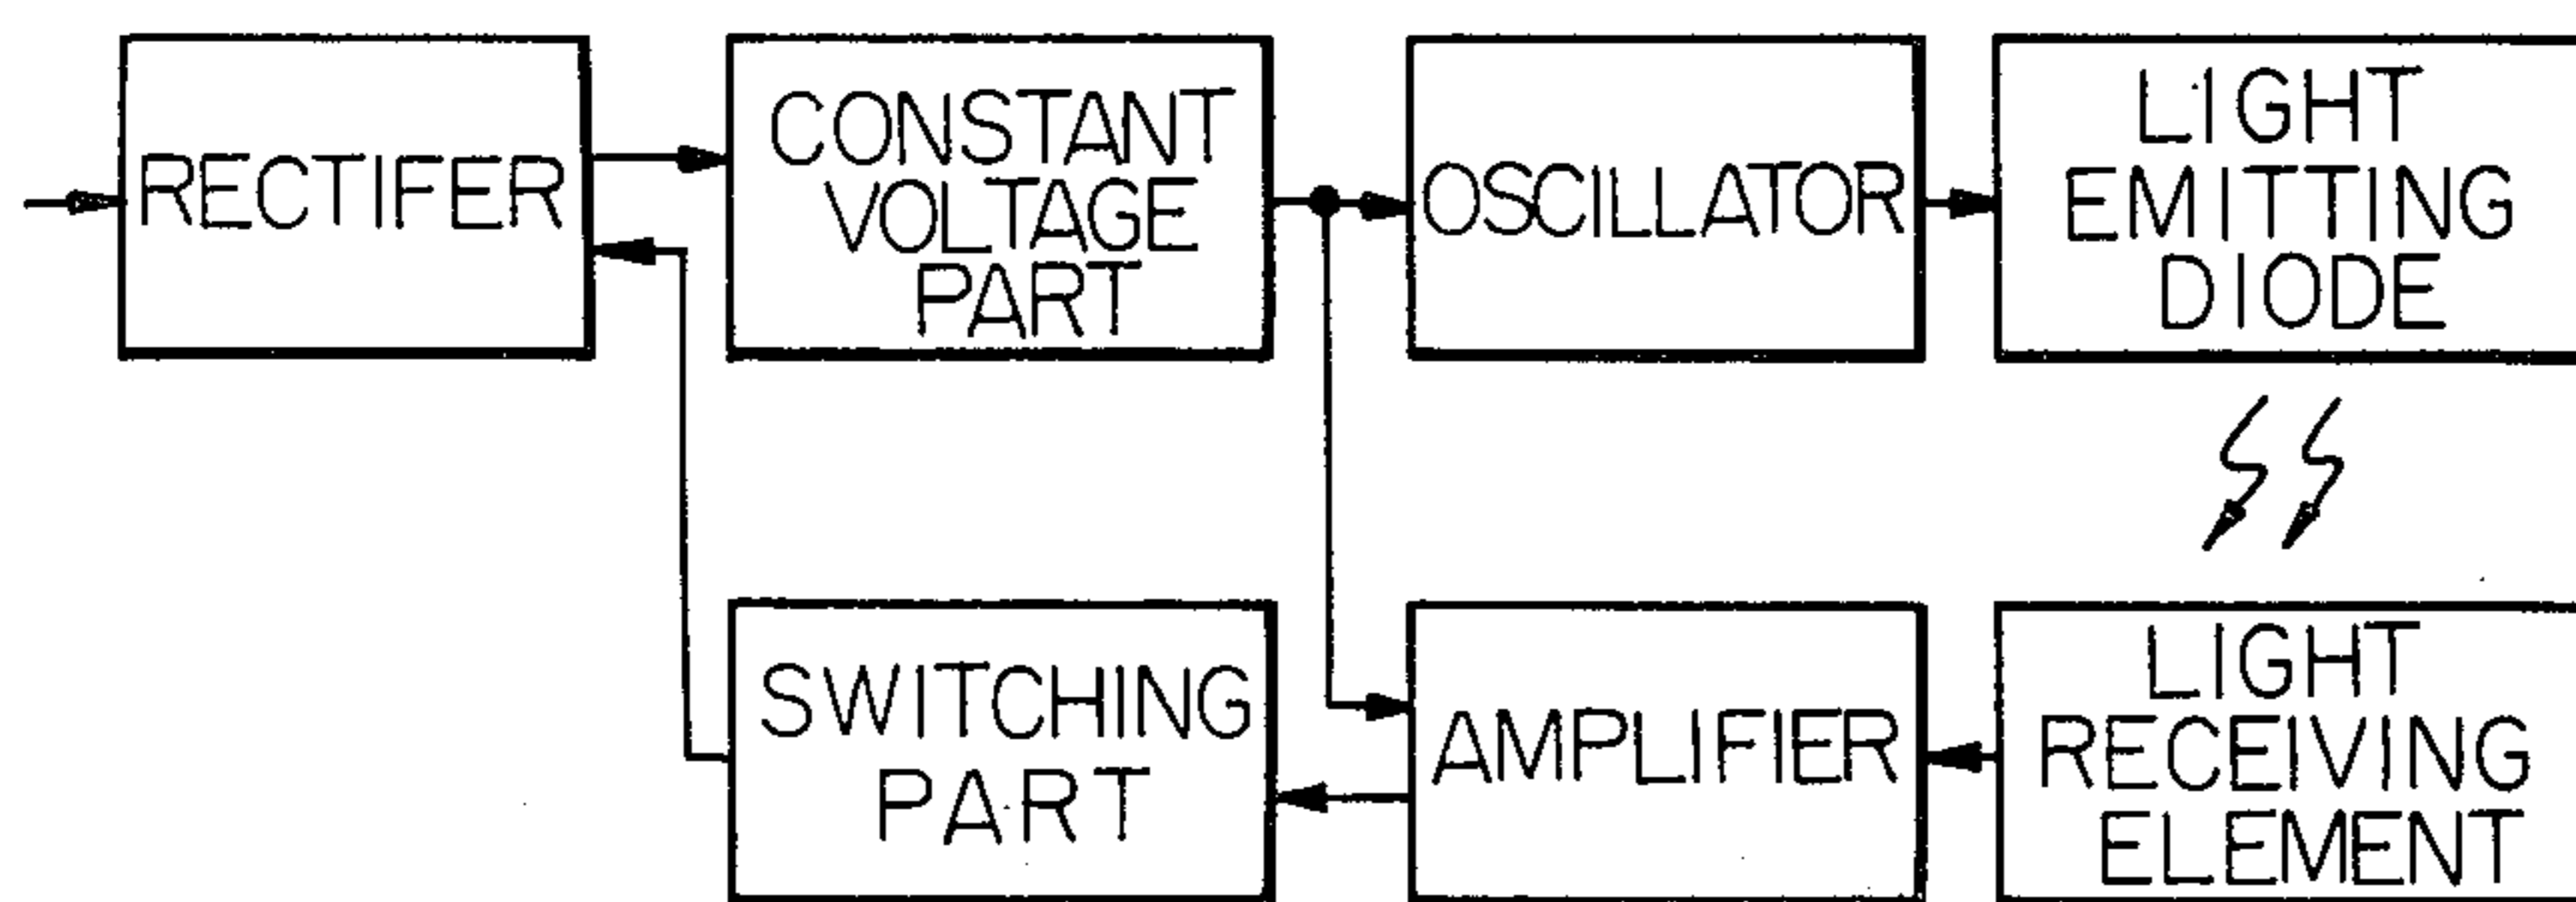 RECTIFER
CONSTANT
VOLTAGE
PART
OSCILLATOR
LIGHT
EMITTING
DIODE
SWITCHING
PART
AMPLIFIER
LIGHT
RECEIVING
ELEMENT